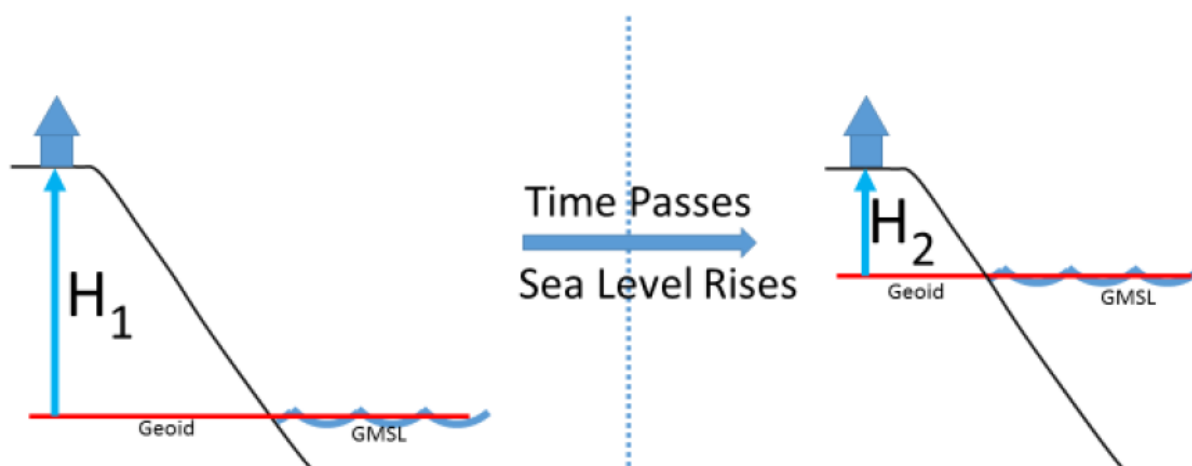 H1
Geoid
GMSL
Time Passes
Sea Level Rises
H2
Geoid
GMSL